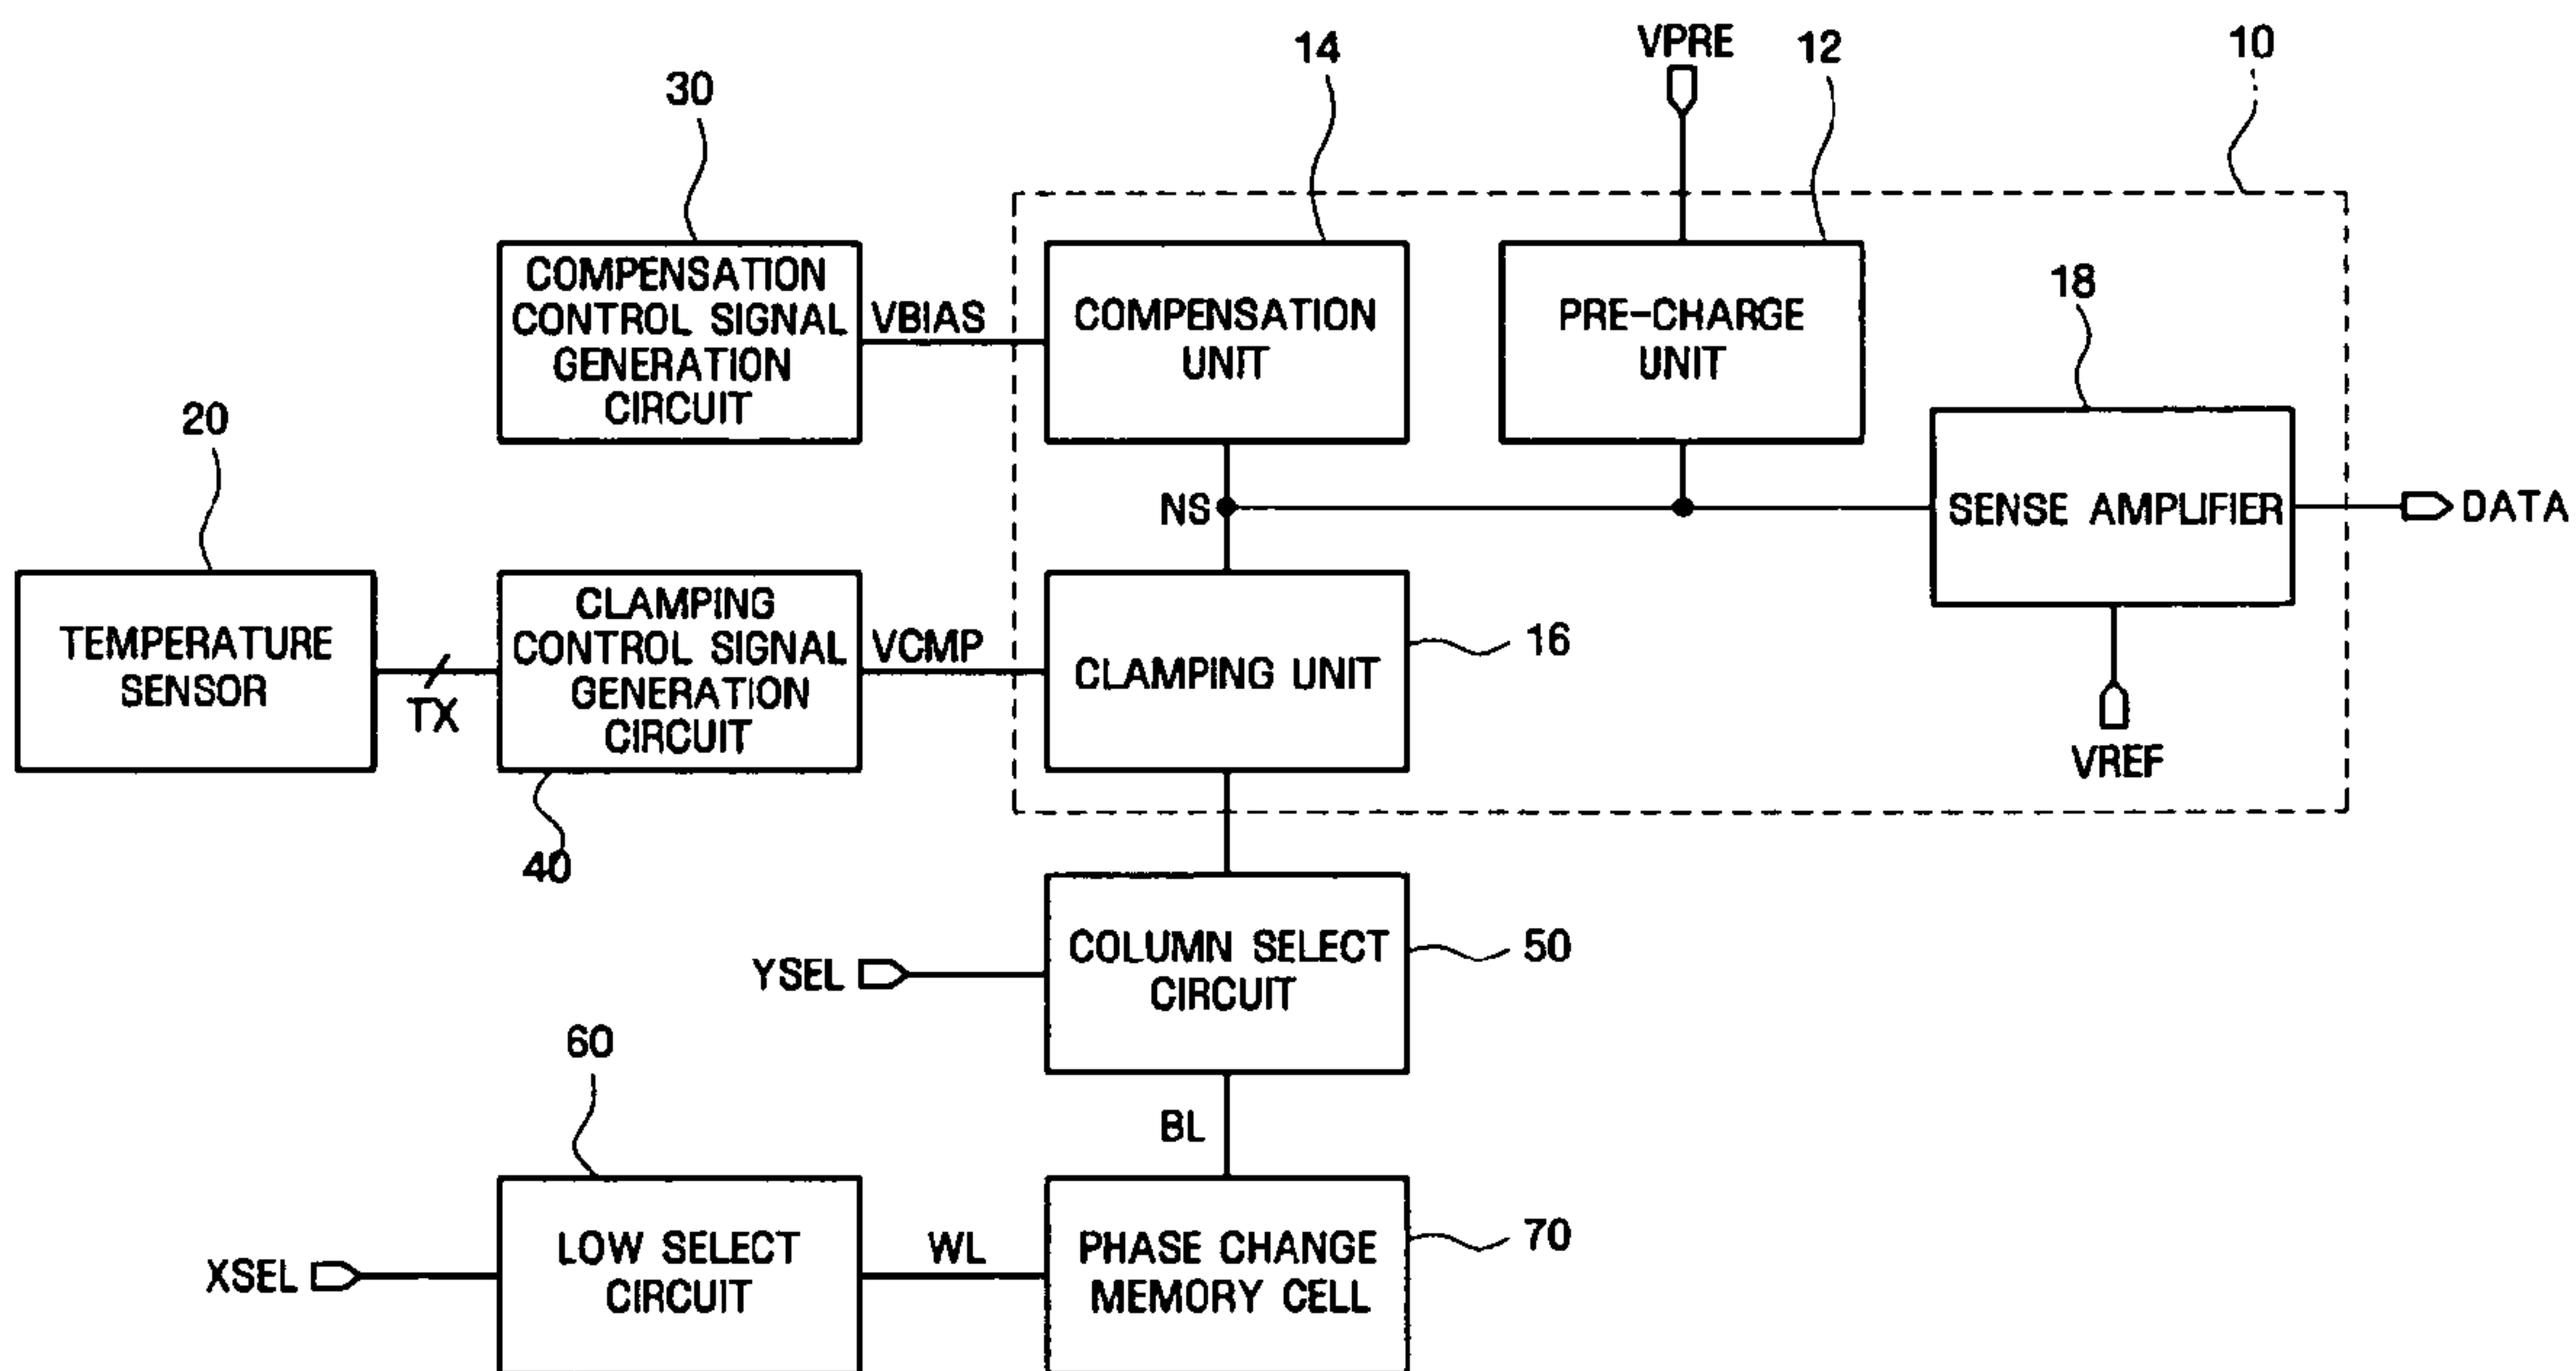 VPRE
14
12
10
30
COMPENSATION
CONTROL SIGNAL
GENERATION
CIRCUIT
VBIAS
COMPENSATION
UNIT
PRE-CHARGE
UNIT
18
20
NS
SENSE AMPLIFIER
DATA
TEMPERATURE
SENSOR
TX
CLAMPING
CONTROL SIGNAL
GENERATION
CIRCUIT
VCMP
CLAMPING UNIT
16
VREF
40
YSEL
COLUMN SELECT
CIRCUIT
50
60
BL
XSEL
LOW SELECT
CIRCUIT
WL
PHASE CHANGE
MEMORY CELL
70